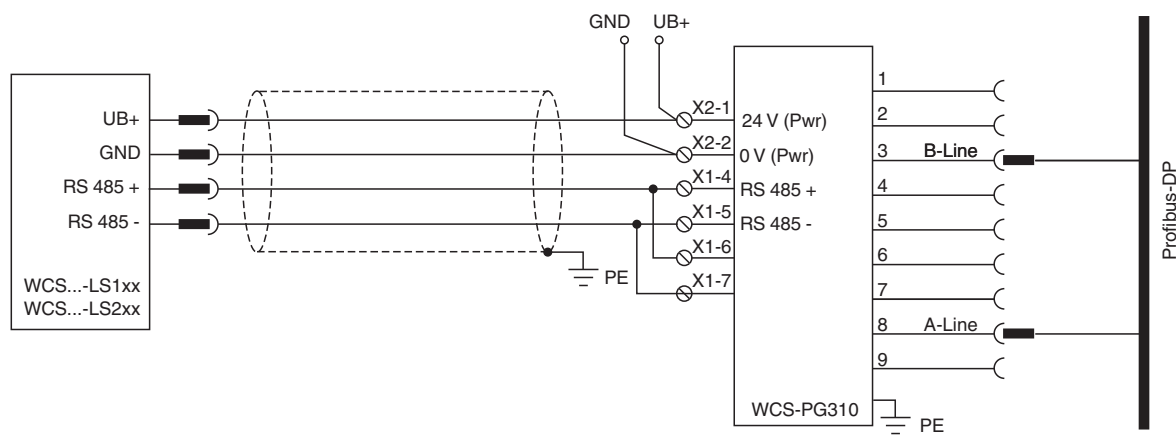 GND UB+
UB+
GND
RS 485 +
RS 485 -
WCS...-LS1xx
WCS...-LS2xx
PE
X2-1
X2-2
X1-4
X1-5
X1-6
X1-7
24 V (Pwr)
0 V (Pwr)
RS 485 +
RS 485 -
WCS-PG310
1
2
3 B-Line
4
5
6
7
8 A-Line
9
PE
Profibus-DP